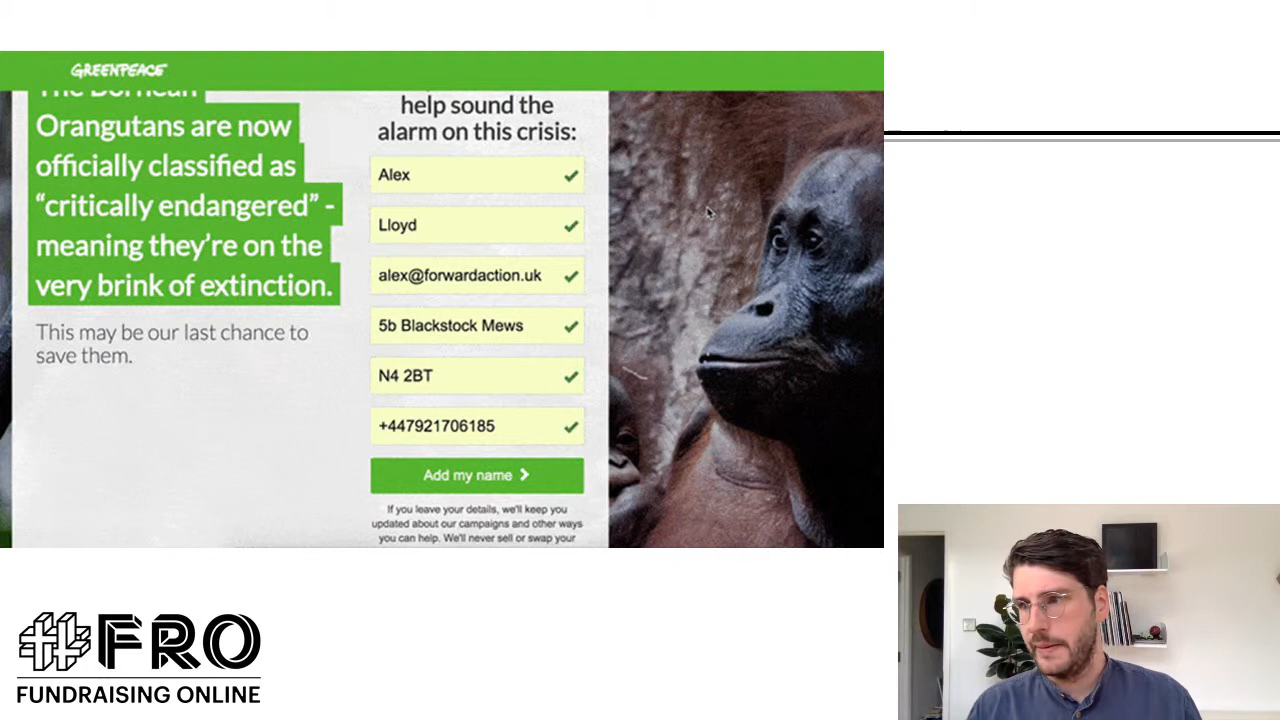 GREENPEACE
The Bornean
Orangutans are now
officially classified as
“critically endangered” -
meaning they’re on the
very brink of extinction.
This may be our last chance to
save them.
help sound the
alarm on this crisis:
Alex
Lloyd
alex@forwardaction.uk
5b Blackstock Mews
N4 2BT
+447921706185
Add my name
If you leave your details, we'll keep you
updated about our campaigns and other ways
you can help. We'll never sell or swap your
#FRO
FUNDRAISING ONLINE